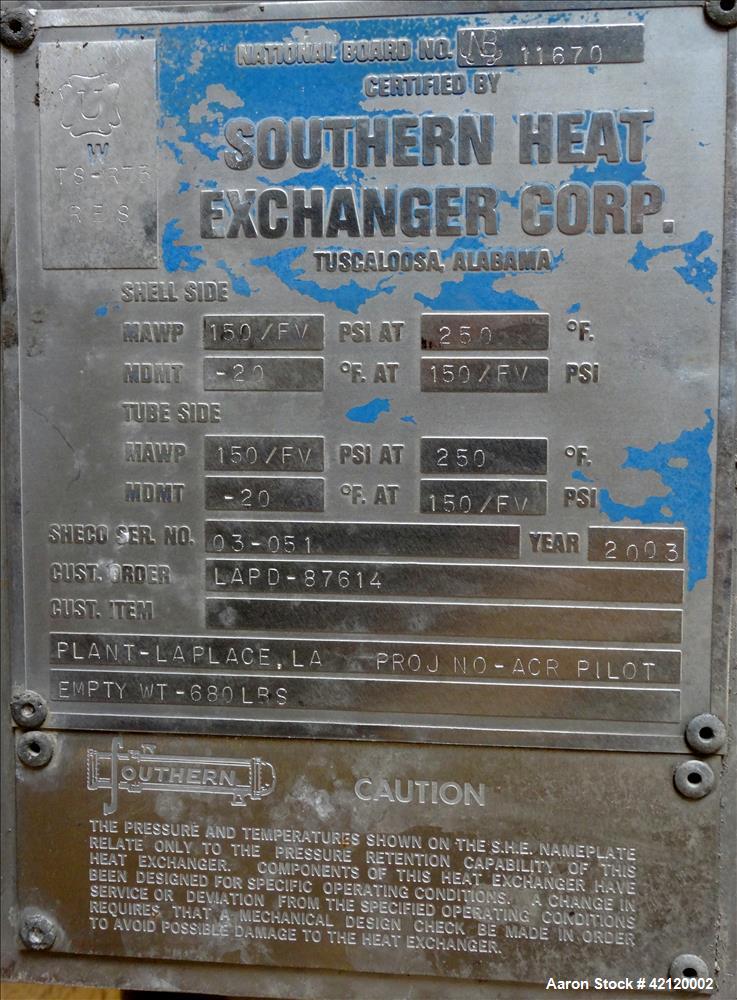 NATIONAL BOARD NO. NB 11670
CERTIFIED BY
U
W
TS-RT3
RES
SOUTHERN HEAT
EXCHANGER CORP.
TUSCALOOSA, ALABAMA
SHELL SIDE
MAWP 150/FV PSI AT 250 °F.
MDMT -20 °F. AT 150/FV PSI
TUBE SIDE
MAWP 150/FV PSI AT 250 °F.
MDMT -20 °F. AT 150/FV PSI
SHECO SER. NO. 03-051 YEAR 2003
CUST. ORDER LAPD-87614
CUST. ITEM
PLANT-LAPLACE, LA PROJ NO-ACR PILOT
EMPTY WT-680LBS
SOUTHERN
CAUTION
THE PRESSURE AND TEMPERATURES SHOWN ON THE S.H.E. NAMEPLATE
RELATE ONLY TO THE PRESSURE RETENTION CAPABILITY OF THIS
HEAT EXCHANGER. COMPONENTS OF THIS HEAT EXCHANGER HAVE
BEEN DESIGNED FOR SPECIFIC OPERATING CONDITIONS. A CHANGE IN
SERVICE OR DEVIATION FROM THE SPECIFIED OPERATING CONDITIONS
REQUIRES THAT A MECHANICAL DESIGN CHECK BE MADE IN ORDER
TO AVOID POSSIBLE DAMAGE TO THE HEAT EXCHANGER.
Aaron Stock # 42120002